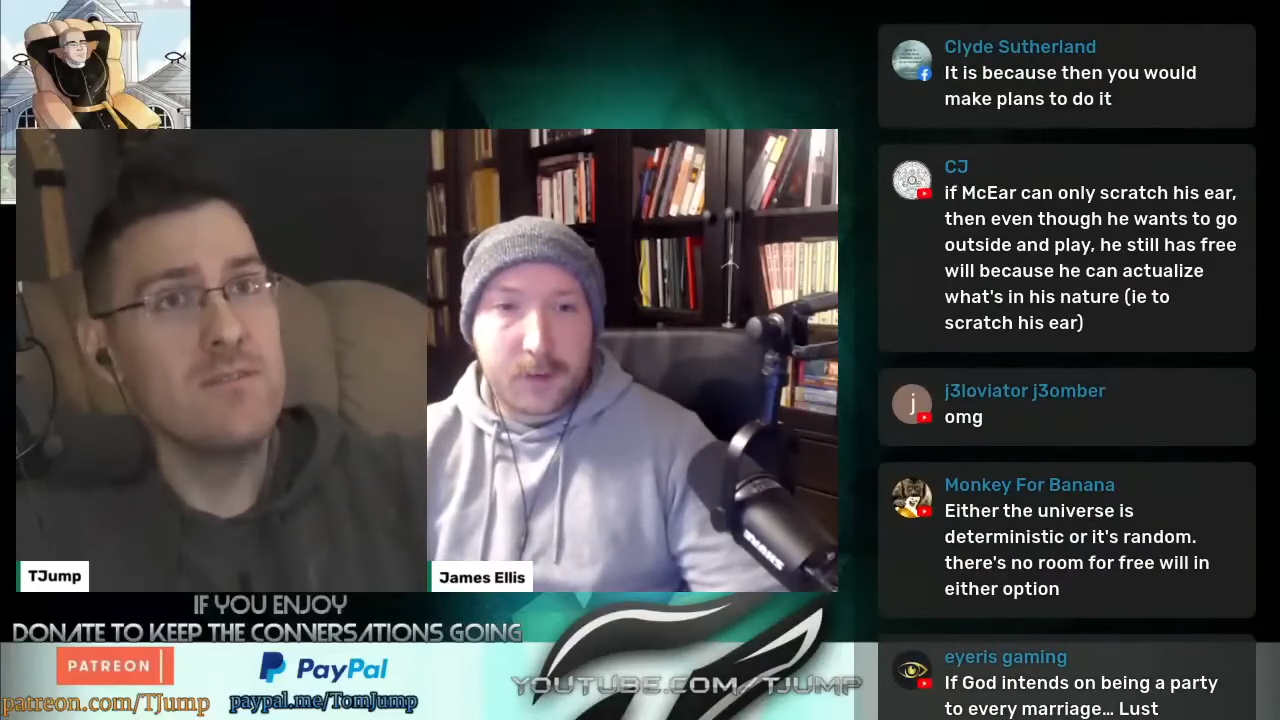 Clyde Sutherland
It is because then you would
make plans to do it
CJ
if McEar can only scratch his ear,
then even though he wants to go
outside and play, he still has free
will because he can actualize
what's in his nature (ie to
scratch his ear)
j3loviator j3omber
j
omg
Monkey For Banana
Either the universe is
deterministic or it's random.
there's no room for free will in
either option
eyeris gaming
If God intends on being a party
to every marriage... Lust
TJump
James Ellis
IF YOU ENJOY
DONATE TO KEEP THE CONVERSATIONS GOING
PATREON
PayPal
patreon.com/TJump
paypal.me/TomJump
YOUTUBE.COM/TJUMP